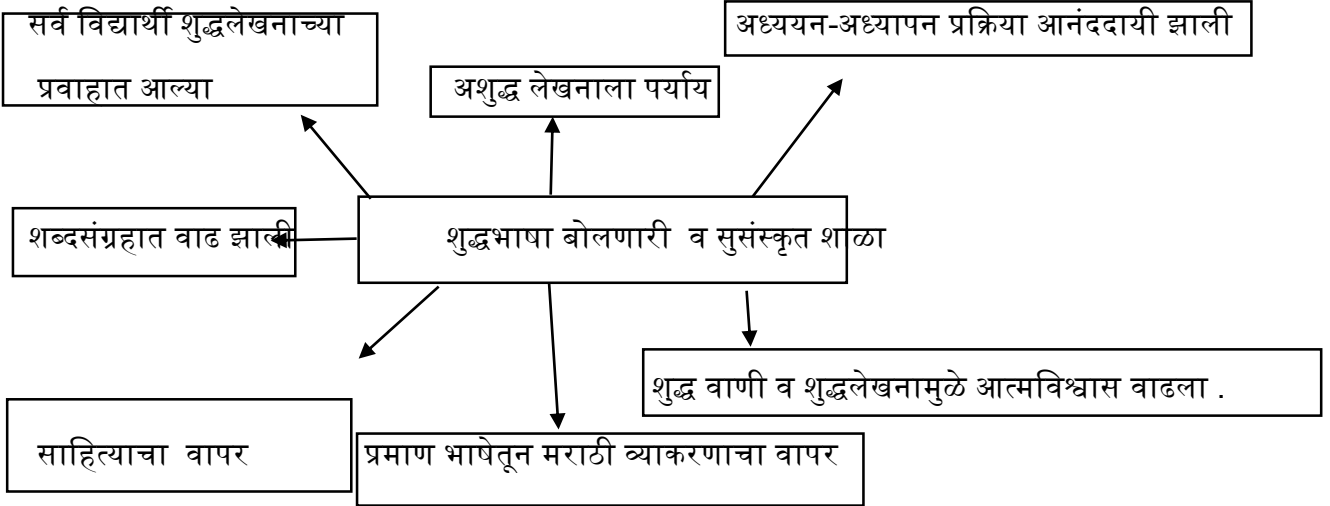 सर्व विद्यार्थी शुद्धलेखनाच्या
प्रवाहात आल्या
अशुद्ध लेखनाला पर्याय
अध्ययन-अध्यापन प्रक्रिया आनंददायी झाली
शब्दसंग्रहात वाढ झाली
शुद्धभाषा बोलणारी व सुसंस्कृत शाळा
शुद्ध वाणी व शुद्धलेखनामुळे आत्मविश्वास वाढला .
साहित्याचा वापर
प्रमाण भाषेतून मराठी व्याकरणाचा वापर